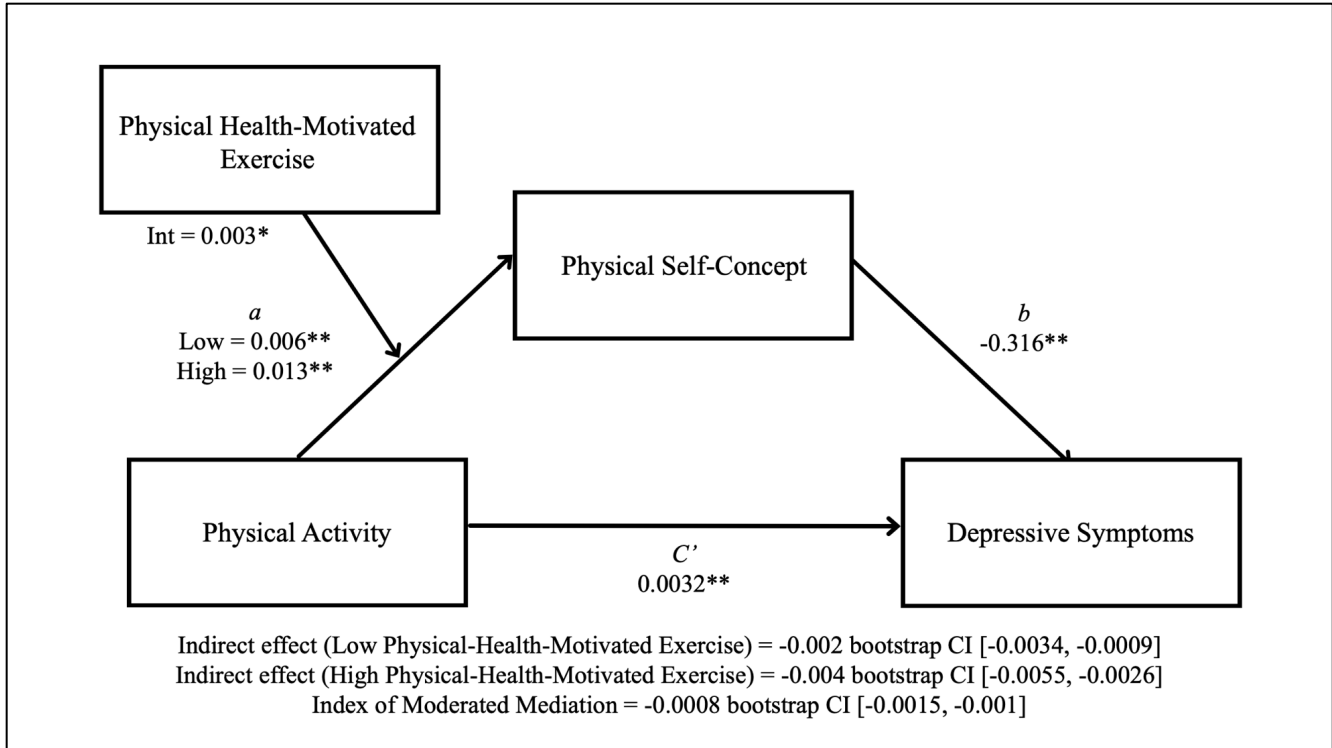 Physical Health-Motivated
Exercise
Int = 0.003*
Physical Self-Concept
a
Low = 0.006**
High = 0.013**
b
-0.316**
Physical Activity
Depressive Symptoms
C’
0.0032**
Indirect effect (Low Physical-Health-Motivated Exercise) = -0.002 bootstrap CI [-0.0034, -0.0009]
Indirect effect (High Physical-Health-Motivated Exercise) = -0.004 bootstrap CI [-0.0055, -0.0026]
Index of Moderated Mediation = -0.0008 bootstrap CI [-0.0015, -0.001]